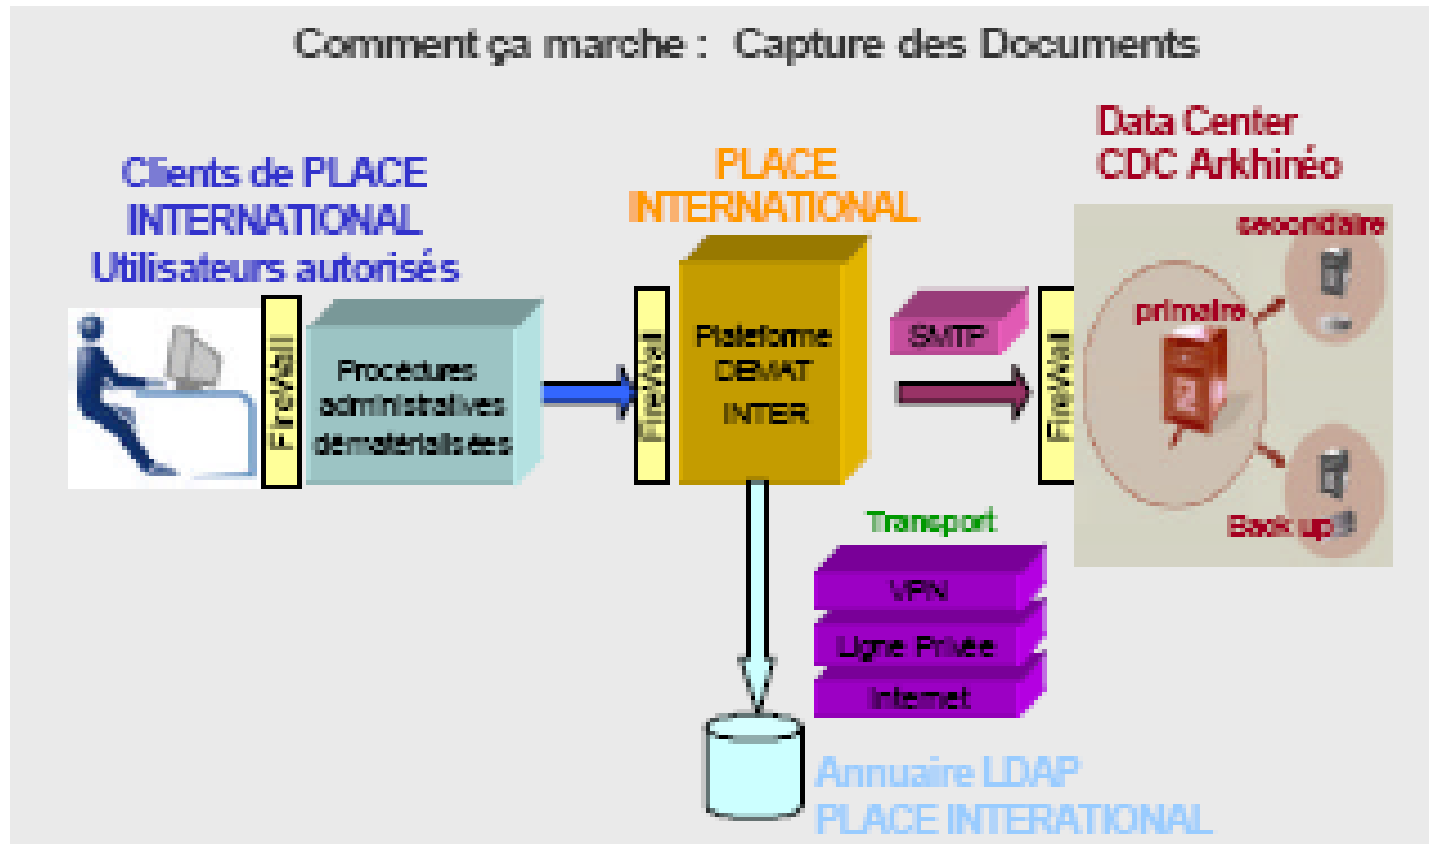 Comment ça marche : Capture des Documents
Clients de PLACE
INTERNATIONAL
Utilisateurs autorisés
PLACE
INTERNATIONAL
Data Center
CDC Arkhinéo
FireWall
Procédures
administratives
dématérialisées
FireWall
Plateforme
DEMAT
INTER
SMTP
FireWall
secondaire
primaire
Back up
Transport
VPN
Ligne Privée
Internet
Annuaire LDAP
PLACE INTERATIONAL